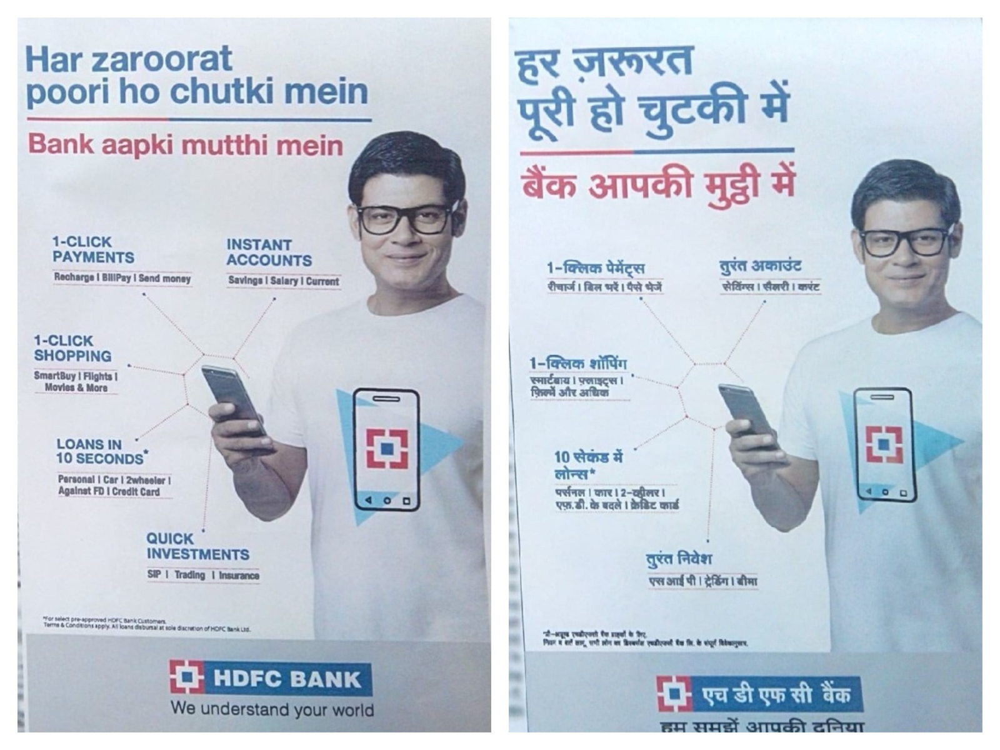 Har zaroorat
poori ho chutki mein
Bank aapki mutthi mein
1-CLICK
PAYMENTS
Recharge | BillPay | Send money
INSTANT
ACCOUNTS
Savings | Salary | Current
1-CLICK
SHOPPING
SmartBuy | Flights |
Movies & More
LOANS IN
10 SECONDS*
Personal | Car | 2wheeler |
Against FD | Credit Card
QUICK
INVESTMENTS
SIP | Trading | Insurance
*For select pre-approved HDFC Bank Customers.
Terms & Conditions apply. All loans disbursal at sole discretion of HDFC Bank Ltd.
HDFC BANK
We understand your world
हर ज़रूरत
पूरी हो चुटकी में
बैंक आपकी मुट्ठी में
1-क्लिक पेमेंट्स
रीचार्ज | बिल भरें | पैसे भेजें
तुरंत अकाउंट
सेविंग्स | सैलरी | करंट
1-क्लिक शॉपिंग
स्मार्टबाय | फ़्लाइट्स |
फ़िल्में और अधिक
10 सेकंड में
लोन्स*
पर्सनल | कार | 2-व्हीलर |
एफ़.डी. के बदले | क्रेडिट कार्ड
तुरंत निवेश
एस आई पी | ट्रेडिंग | बीमा
*प्री-अप्रूव्ड एचडीएफसी बैंक ग्राहकों के लिए.
नियम व शर्तें लागू. सभी लोन का डिस्बर्सल एचडीएफसी बैंक लि. के संपूर्ण विवेकानुसार.
एच डी एफ सी बैंक
हम समझें आपकी दुनिया